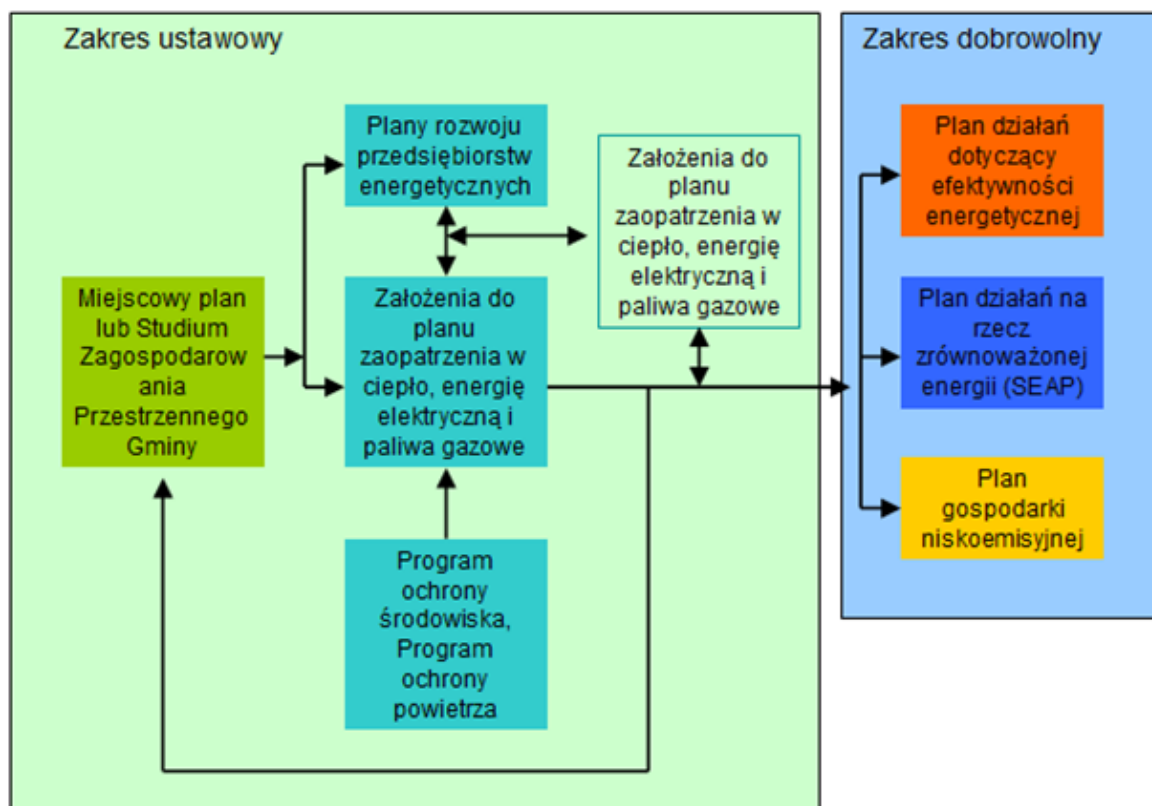 Zakres ustawowy
Plany rozwoju
przedsiębiorstw
energetycznych
Założenia do
planu
zaopatrzenia w
ciepło, energię
elektryczną i
paliwa gazowe
Miejscowy plan
lub Studium
Zagospodarow
ania
Przestrzennego
Gminy
Założenia do
planu
zaopatrzenia w
ciepło, energię
elektryczną i
paliwa gazowe
Program
ochrony
środowiska,
Program
ochrony
powietrza
Zakres dobrowolny
Plan działań
dotyczący
efektywności
energetycznej
Plan działań na
rzecz
zrównoważonej
energii (SEAP)
Plan
gospodarki
niskoemisyjnej